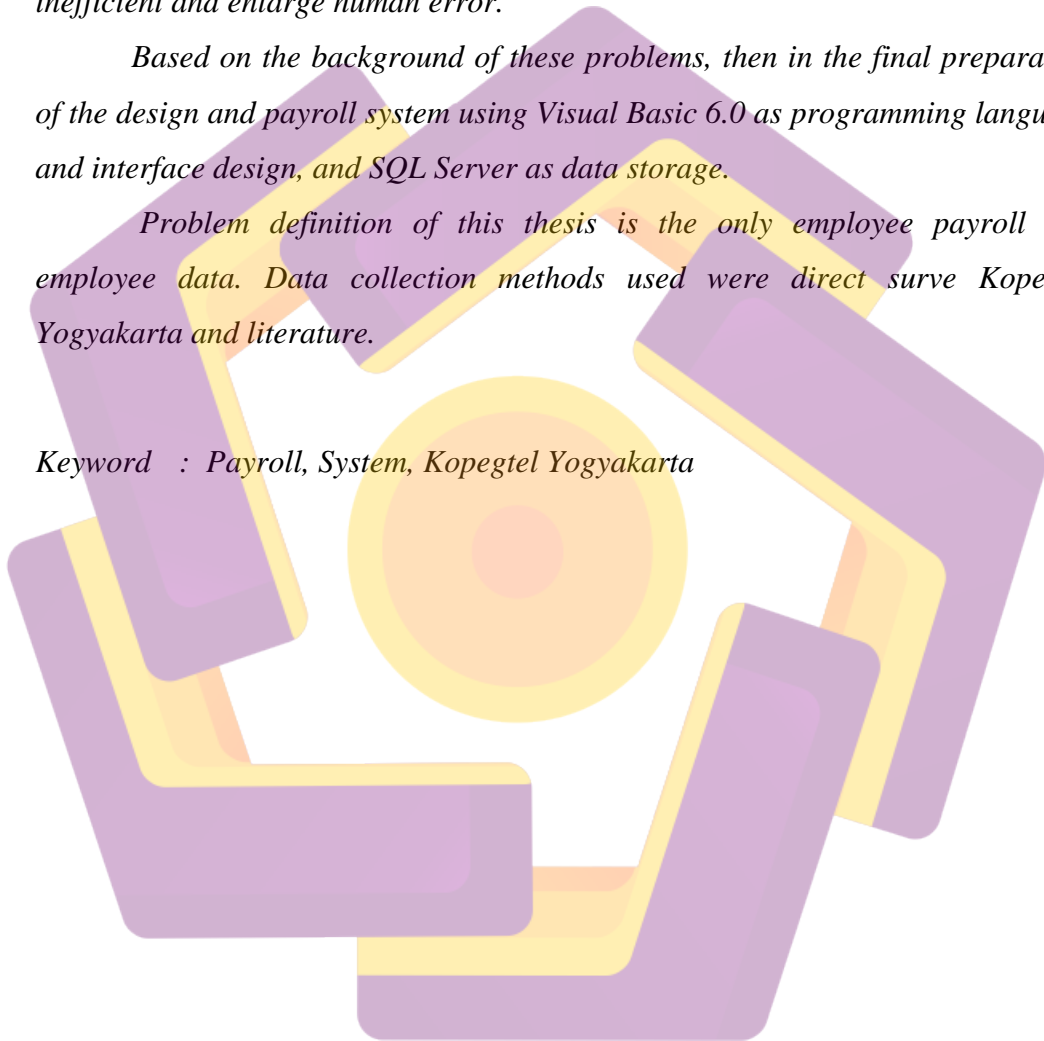 inefficient and enlarge human error.
Based on the background of these problems, then in the final prepara
of the design and payroll system using Visual Basic 6.0 as programming langu
and interface design, and SQL Server as data storage.
Problem definition of this thesis is the only employee payroll
employee data. Data collection methods used were direct surve Kope
Yogyakarta and literature.
Keyword : Payroll, System, Kopegtel Yogyakarta